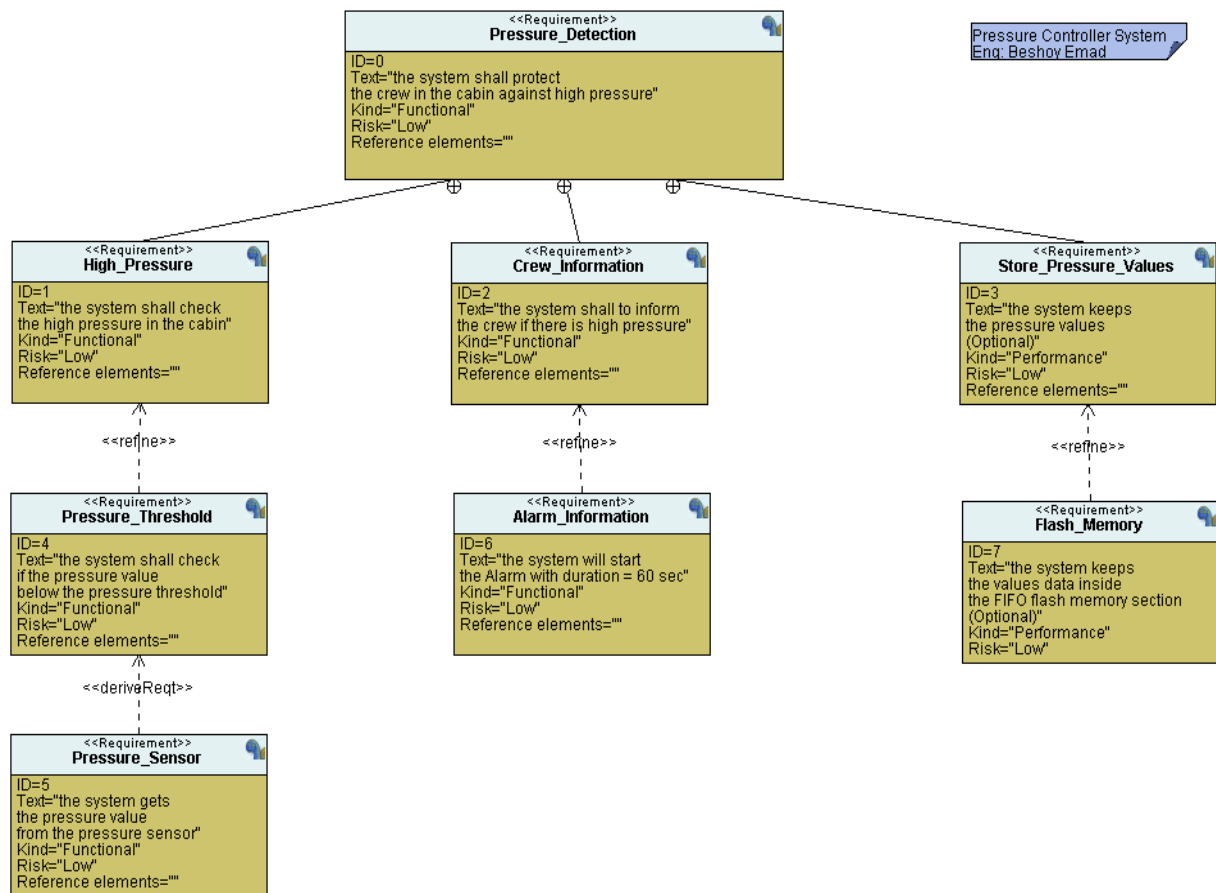 <<Requirement>>
Pressure_Detection
ID=0
Text="the system shall protect
the crew in the cabin against high pressure"
Kind="Functional"
Risk="Low"
Reference elements=""
Pressure Controller System
Eng: Beshoy Emad
<<Requirement>>
High_Pressure
ID=1
Text="the system shall check
the high pressure in the cabin"
Kind="Functional"
Risk="Low"
Reference elements=""
<<Requirement>>
Crew_Information
ID=2
Text="the system shall to inform
the crew if there is high pressure"
Kind="Functional"
Risk="Low"
Reference elements=""
<<Requirement>>
Store_Pressure_Values
ID=3
Text="the system keeps
the pressure values
(Optional)"
Kind="Performance"
Risk="Low"
Reference elements=""
<<refine>>
<<refine>>
<<refine>>
<<Requirement>>
Pressure_Threshold
ID=4
Text="the system shall check
if the pressure value
below the pressure threshold"
Kind="Functional"
Risk="Low"
Reference elements=""
<<Requirement>>
Alarm_Information
ID=6
Text="the system will start
the Alarm with duration = 60 sec"
Kind="Functional"
Risk="Low"
Reference elements=""
<<Requirement>>
Flash_Memory
ID=7
Text="the system keeps
the values data inside
the FIFO flash memory section
(Optional)"
Kind="Performance"
Risk="Low"
<<deriveReqt>>
<<Requirement>>
Pressure_Sensor
ID=5
Text="the system gets
the pressure value
from the pressure sensor"
Kind="Functional"
Risk="Low"
Reference elements=""